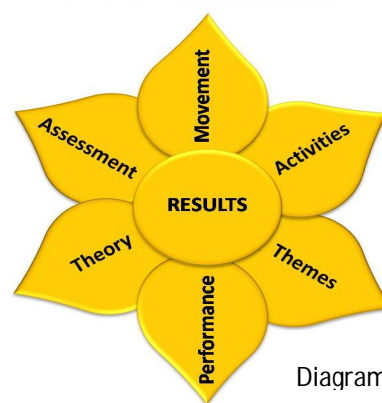 Movement
Assessment
Activities
RESULTS
Theory
Themes
Performance
Diagram